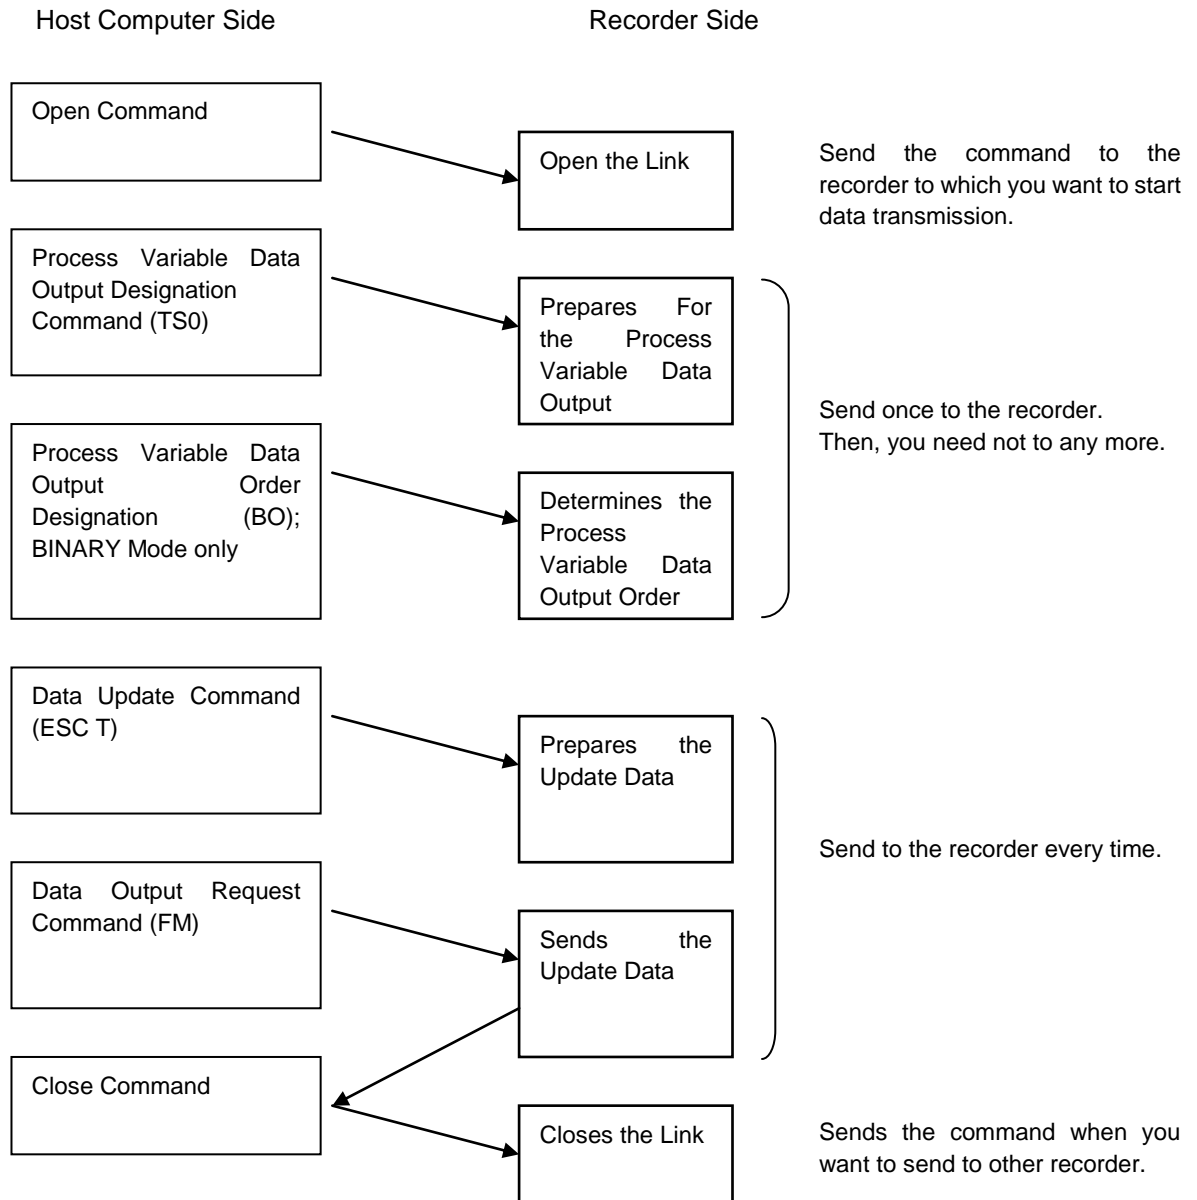 Host Computer Side
Recorder Side
Open Command
Open the Link
Send the command to the
recorder to which you want to start
data transmission.
Process Variable Data
Output Designation
Command (TS0)
Prepares For
the Process
Variable Data
Output
Send once to the recorder.
Then, you need not to any more.
Process Variable Data
Output Order
Designation (BO);
BINARY Mode only
Determines the
Process
Variable Data
Output Order
Data Update Command
(ESC T)
Prepares the
Update Data
Send to the recorder every time.
Data Output Request
Command (FM)
Sends the
Update Data
Close Command
Closes the Link
Sends the command when you
want to send to other recorder.